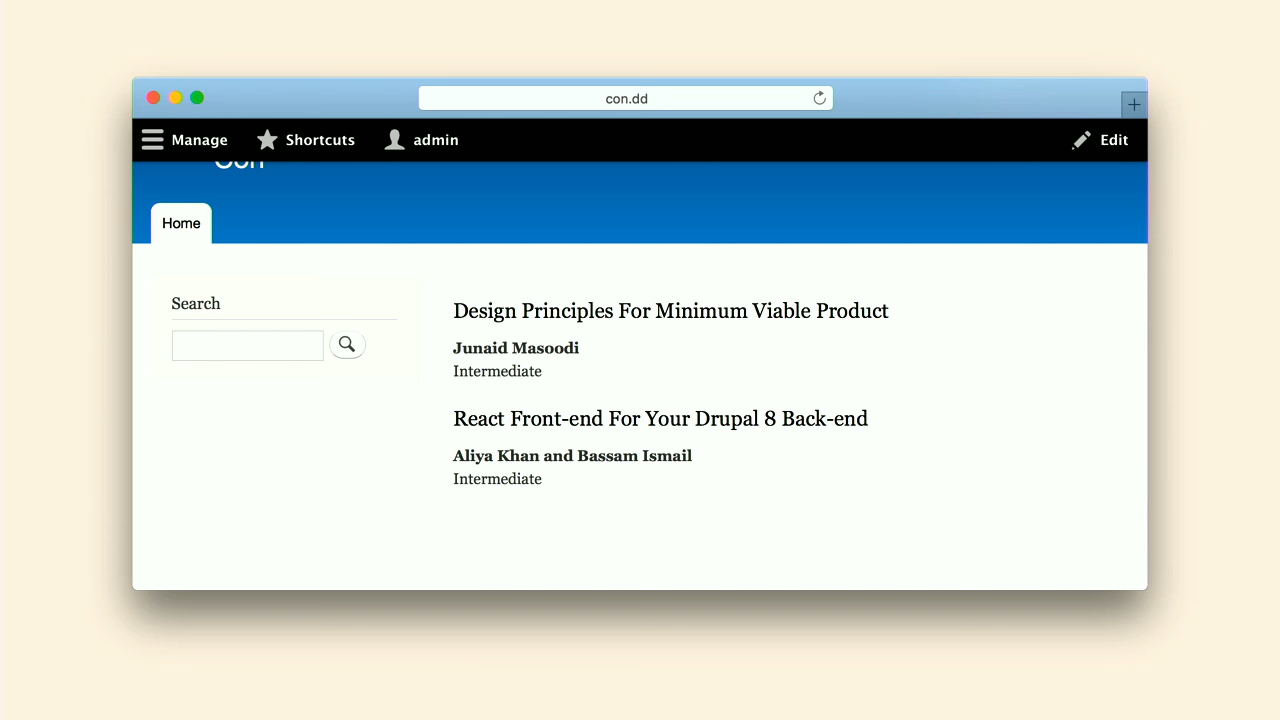 con.dd
Manage Shortcuts admin Edit
Con
Home
Search
Design Principles For Minimum Viable Product
Junaid Masoodi
Intermediate
React Front-end For Your Drupal 8 Back-end
Aliya Khan and Bassam Ismail
Intermediate